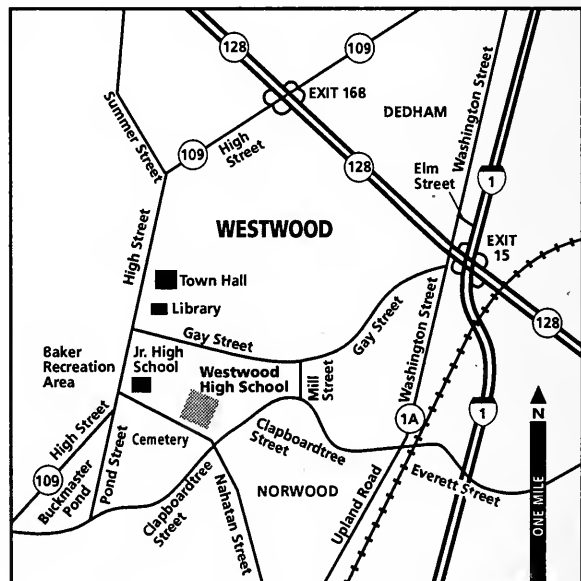 128
109
EXIT 168
DEDHAM
Washington Street
Summer Street
109
High
Street
128
Elm
Street
1
WESTWOOD
EXIT
15
High Street
Town Hall
Library
Gay Street
Gay Street
Washington Street
128
Baker
Recreation
Area
Jr. High
School
Westwood
High School
Mill
Street
1A
1
N
High Street
Cemetery
Clapboardtree
Street
Everett Street
109
Buckmaster
Pond
Pond Street
Clapboardtree
Street
Nahatan Street
NORWOOD
Upland Road
ONE MILE